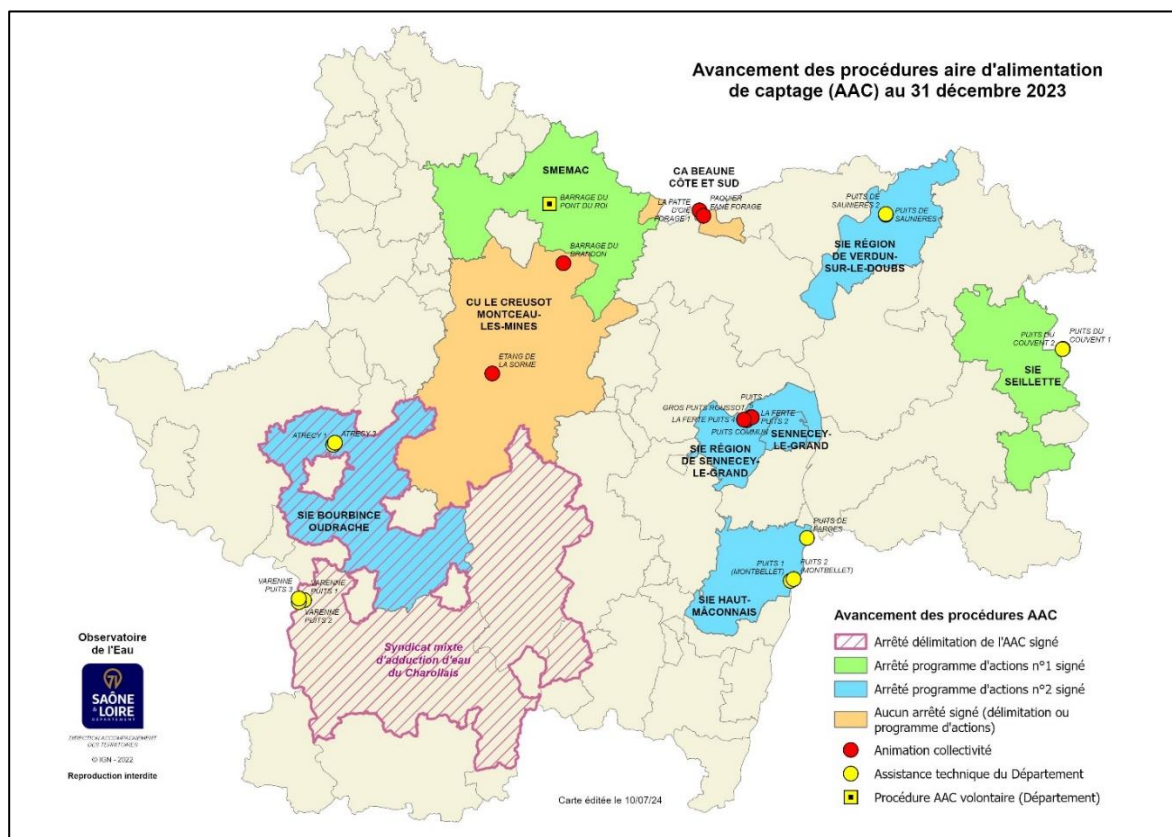 Avancement des procédures aire d'alimentation
de captage (AAC) au 31 décembre 2023
SMEMAC
BARRAGE DU
PONT DU ROI
CA BEAUNE
CÔTE ET SUD
LA PATTE
D'OIE
FORAGE 1
PAQUIER
FANÉ FORAGE
PUITS DE
SAUNIERES 2
PUITS DE
SAUNIERES 1
SIE RÉGION
DE VERDUN-
SUR-LE-DOUBS
BARRAGE DU
BRANDON
CU LE CREUSOT
MONTCEAU-
LES-MINES
ETANG DE
LA SORME
PUITS DU
COUVENT 2
PUITS DU
COUVENT 1
SIE
SEILLETTE
PUITS
GROS PUITS ROUSSOT
LA FERTE PUITS
LA FERTE
PUITS 2
PUITS COMMUN
SENNECEY-
LE-GRAND
SIE RÉGION
DE SENNECEY-
LE-GRAND
ATRECY 1
ATRECY 3
SIE BOURBINCE
OUDRACHE
PUITS DE
FARGES
PUITS 1
(MONTBELLET)
PUITS 2
(MONTBELLET)
SIE HAUT-
MÂCONNAIS
VARENNE
PUITS 3
VARENNE
PUITS 1
VARENNE
PUITS 2
Syndicat mixte
d'adduction d'eau
du Charollais
Observatoire
de l'Eau
71
SAÔNE
& LOIRE
DÉPARTEMENT
DIRECTION ACCOMPAGNEMENT
DES TERRITOIRES
© IGN - 2022
Reproduction interdite
Carte éditée le 10/07/24
Avancement des procédures AAC
Arrêté délimitation de l'AAC signé
Arrêté programme d'actions n°1 signé
Arrêté programme d'actions n°2 signé
Aucun arrêté signé (délimitation ou
programme d'actions)
Animation collectivité
Assistance technique du Département
Procédure AAC volontaire (Département)